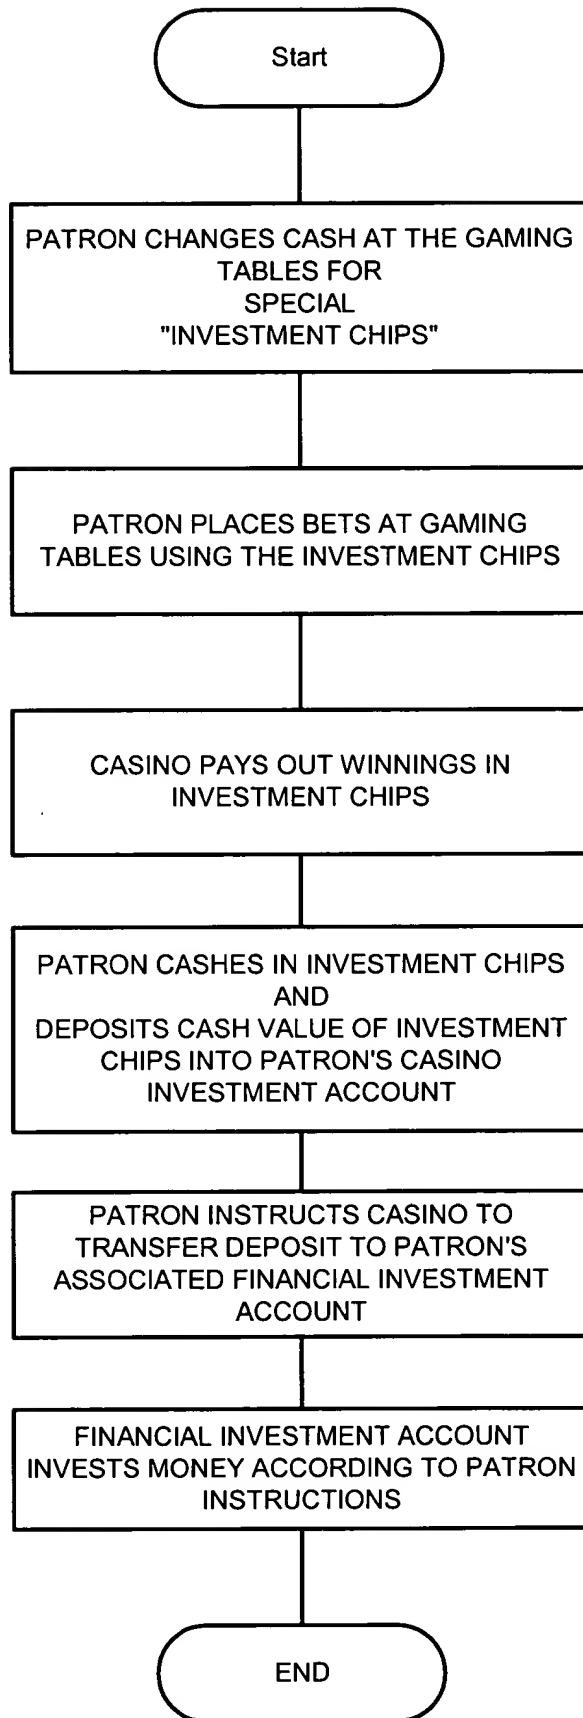 Start
PATRON CHANGES CASH AT THE GAMING
TABLES FOR
SPECIAL
"INVESTMENT CHIPS"
PATRON PLACES BETS AT GAMING
TABLES USING THE INVESTMENT CHIPS
CASINO PAYS OUT WINNINGS IN
INVESTMENT CHIPS
PATRON CASHES IN INVESTMENT CHIPS
AND
DEPOSITS CASH VALUE OF INVESTMENT
CHIPS INTO PATRON'S CASINO
INVESTMENT ACCOUNT
PATRON INSTRUCTS CASINO TO
TRANSFER DEPOSIT TO PATRON'S
ASSOCIATED FINANCIAL INVESTMENT
ACCOUNT
FINANCIAL INVESTMENT ACCOUNT
INVESTS MONEY ACCORDING TO PATRON
INSTRUCTIONS
END